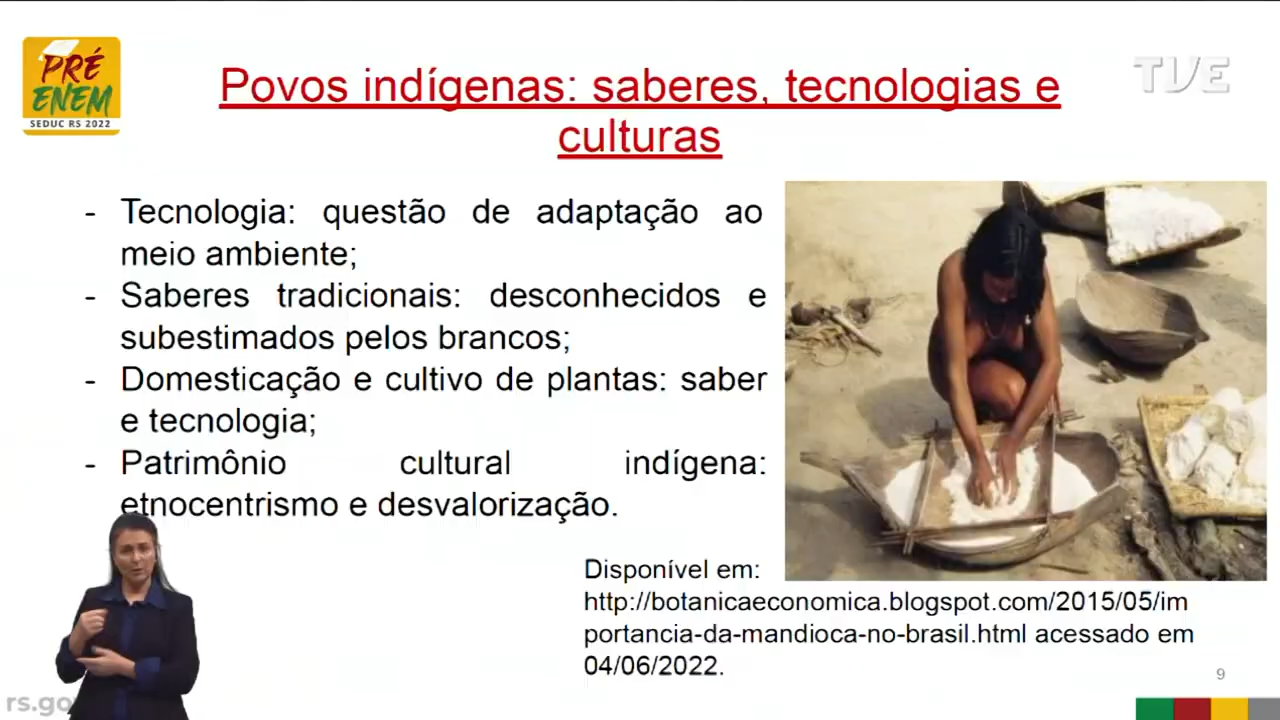 PRÉ
ENEM
SEDUC RS 2022
TVE
Povos indígenas: saberes, tecnologias e
culturas
- Tecnologia: questão de adaptação ao
meio ambiente;
- Saberes tradicionais: desconhecidos e
subestimados pelos brancos;
- Domesticação e cultivo de plantas: saber
e tecnologia;
- Patrimônio cultural indígena:
etnocentrismo e desvalorização.
Disponível em:
http://botanicaeconomica.blogspot.com/2015/05/im
portancia-da-mandioca-no-brasil.html acessado em
04/06/2022.
9